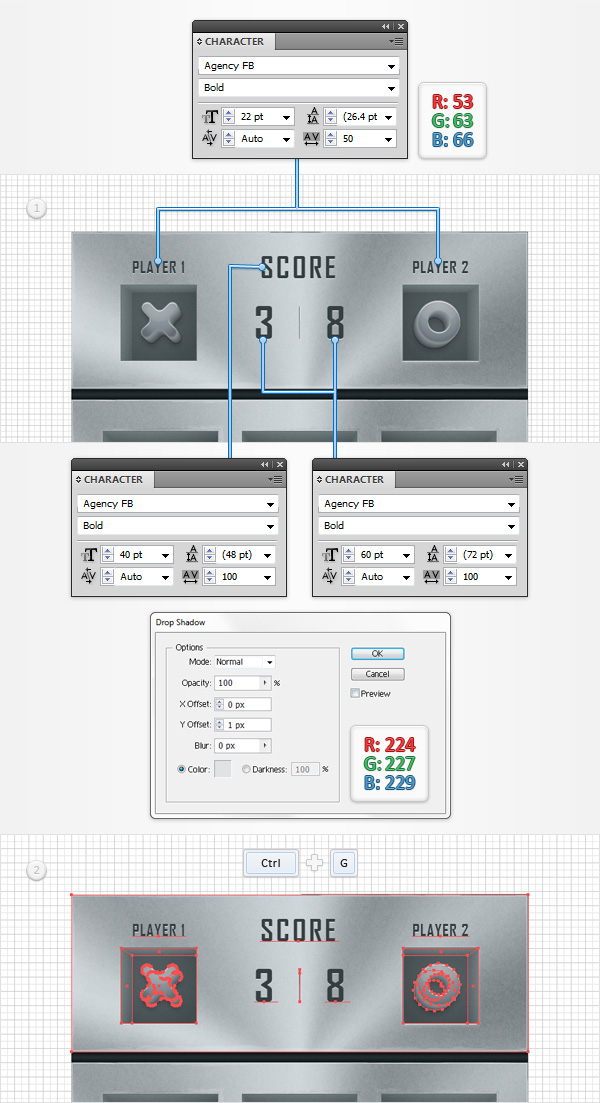 CHARACTER
Agency FB
Bold
22 pt (26.4 pt
Auto 50
R: 53
G: 63
B: 66
1
PLAYER 1 SCORE PLAYER 2
3 8
CHARACTER
Agency FB
Bold
40 pt (48 pt)
Auto 100
CHARACTER
Agency FB
Bold
60 pt (72 pt)
Auto 100
Drop Shadow
Options
Mode: Normal
Opacity: 100 %
X Offset: 0 px
Y Offset: 1 px
Blur: 0 px
Color: Darkness: 100 %
OK
Cancel
Preview
R: 224
G: 227
B: 229
2
Ctrl G
PLAYER 1 SCORE PLAYER 2
3 8